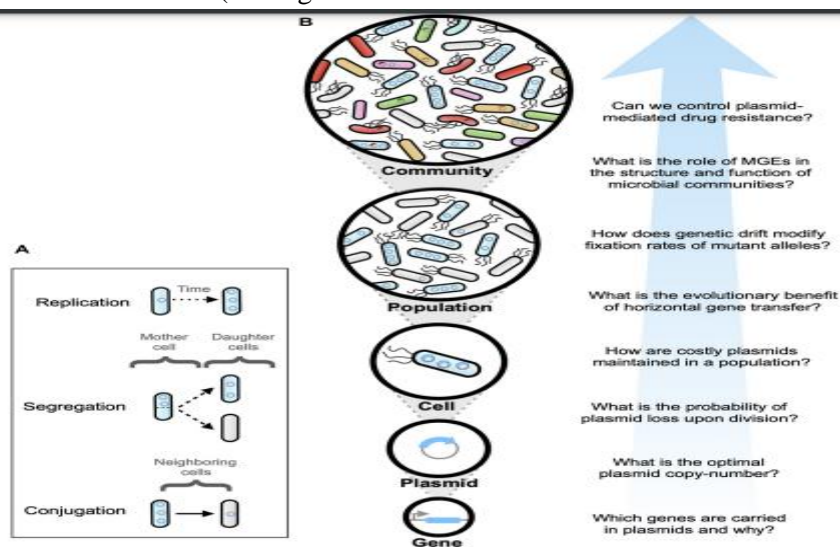 B
Community
Population
Cell
Plasmid
Gene
Can we control plasmid-
mediated drug resistance?
What is the role of MGEs in
the structure and function of
microbial communities?
How does genetic drift modify
fixation rates of mutant alleles?
What is the evolutionary benefit
of horizontal gene transfer?
How are costly plasmids
maintained in a population?
What is the probability of
plasmid loss upon division?
What is the optimal
plasmid copy-number?
Which genes are carried
in plasmids and why?
A
Replication
Time
Mother
cell
Daughter
cells
Segregation
Neighboring
cells
Conjugation